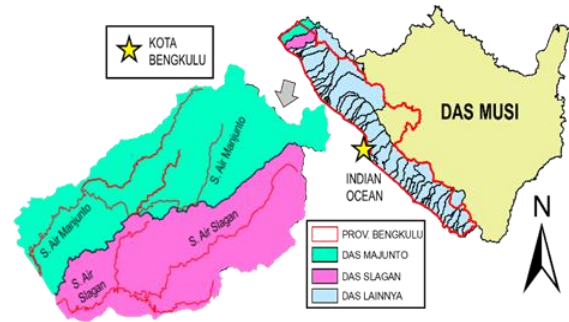 KOTA
BENGKULU
DAS MUSI
INDIAN
OCEAN
N
S. Air Manjunto
S. Air Manjunto
S. Air Slagan
S. Air
Slagan
PROV. BENGKULU
DAS MAJUNTO
DAS SLAGAN
DAS LAINNYA